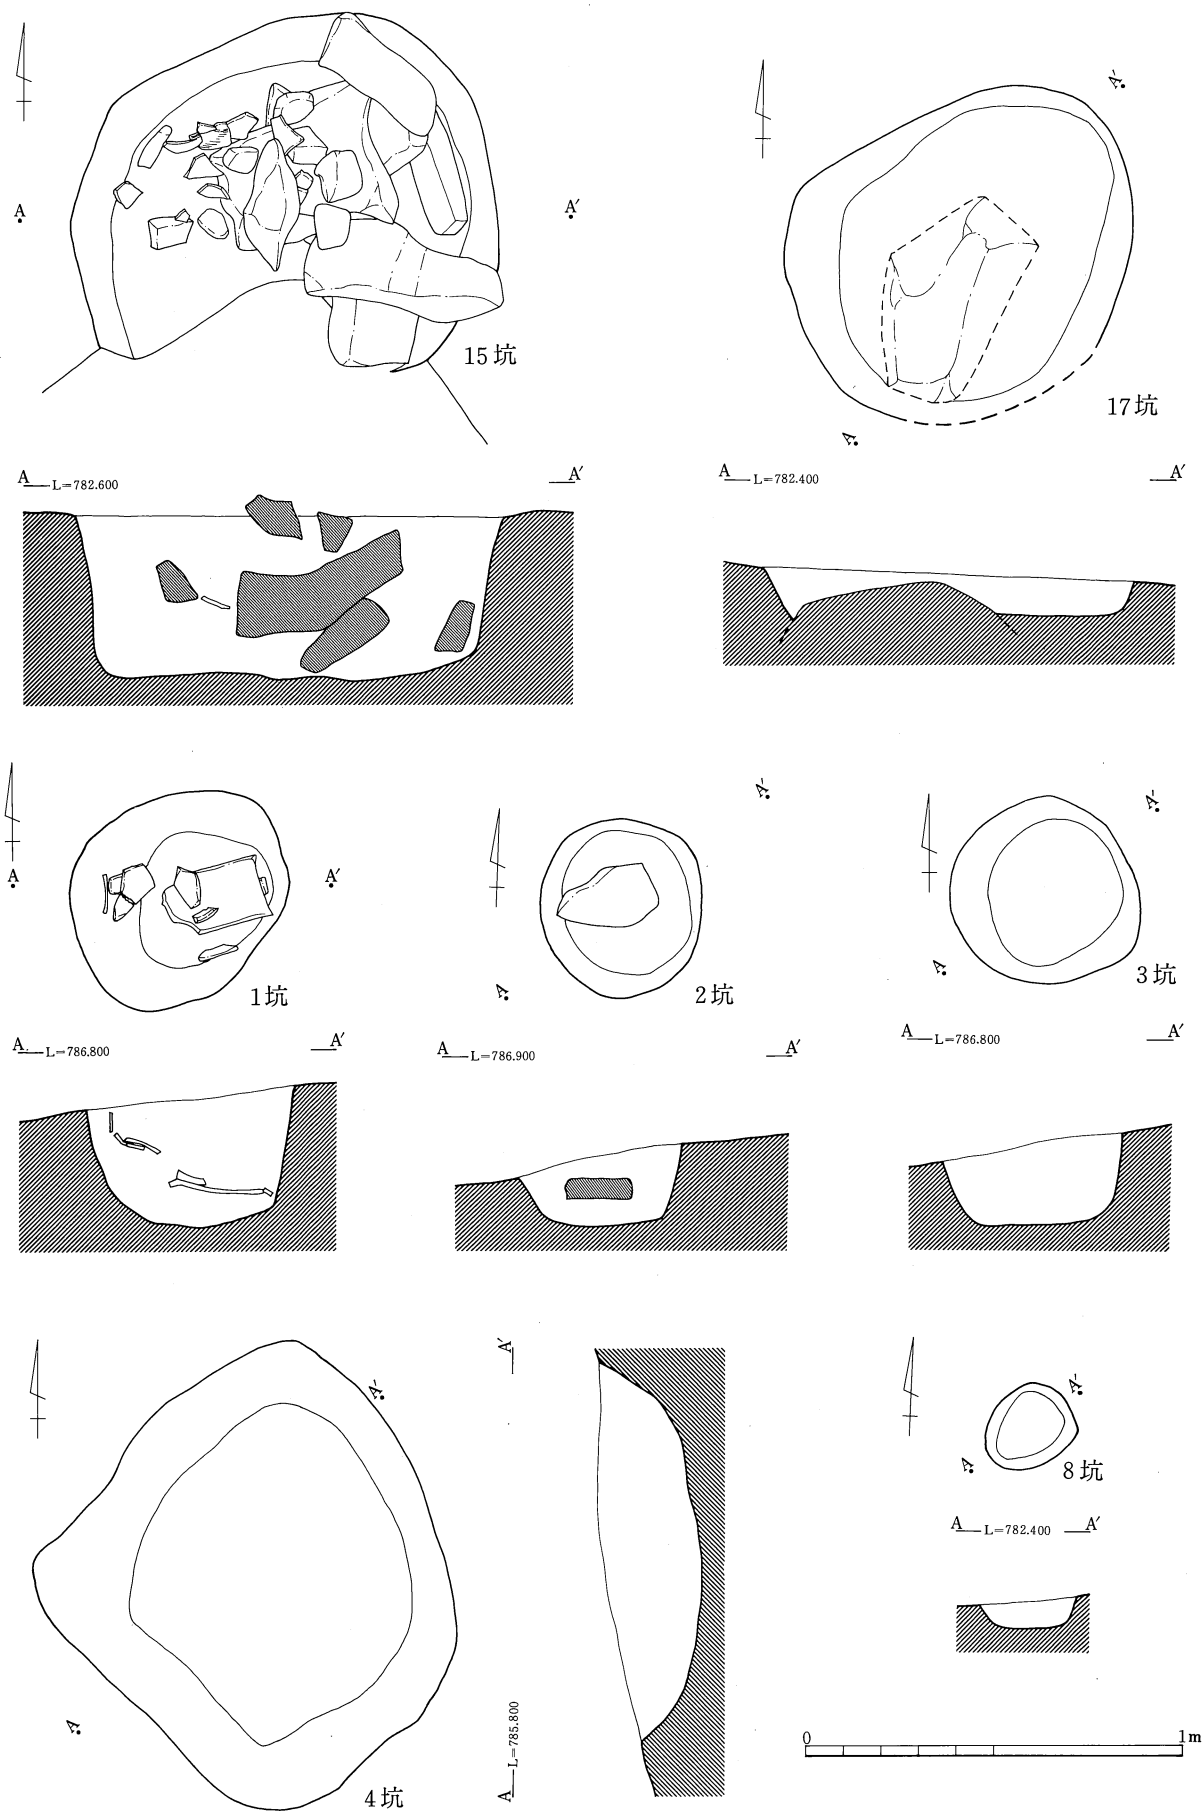 A
A′
15坑
A′
A
17坑
A L=782.600 A′
A L=782.400 A′
A
A′
1坑
A′
A
2坑
A′
A
3坑
A L=786.800 A′
A L=786.900 A′
A L=786.800 A′
A′
A
4坑
A L=785.800 A′
A′
A
8坑
A L=782.400 A′
0 1m